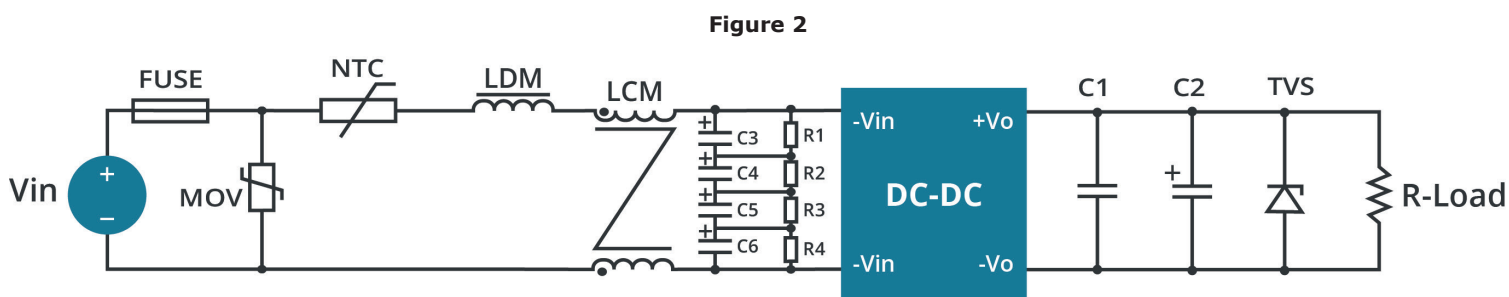 Figure 2
FUSE
NTC
LDM
LCM
C1
C2
TVS
Vin
+
−
MOV
+
C3
+
C4
+
C5
+
C6
R1
R2
R3
R4
-Vin
+Vo
DC-DC
-Vin
-Vo
+
R-Load